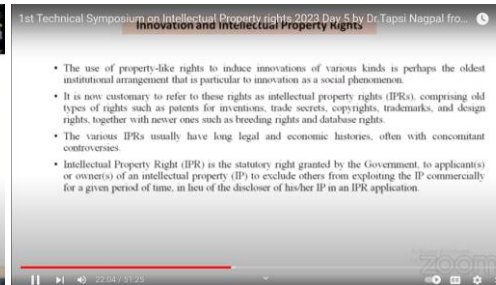 1st Technical Symposium on Intellectual Property rights 2023 Day 5 by Dr.Tapsi Nagpal fro...
Innovation and Intellectual Property Rights
• The use of property-like rights to induce innovations of various kinds is perhaps the oldest
institutional arrangement that is particular to innovation as a social phenomenon.
• It is now customary to refer to these rights as intellectual property rights (IPRs), comprising old
types of rights such as patents for inventions, trade secrets, copyrights, trademarks, and design
rights, together with newer ones such as breeding rights and database rights.
• The various IPRs usually have long legal and economic histories, often with concomitant
controversies.
• Intellectual Property Right (IPR) is the statutory right granted by the Government, to applicant(s)
or owner(s) of an intellectual property (IP) to exclude others from exploiting the IP commercially
for a given period of time, in lieu of the discloser of his/her IP in an IPR application.
zoom
22:04 / 51:25